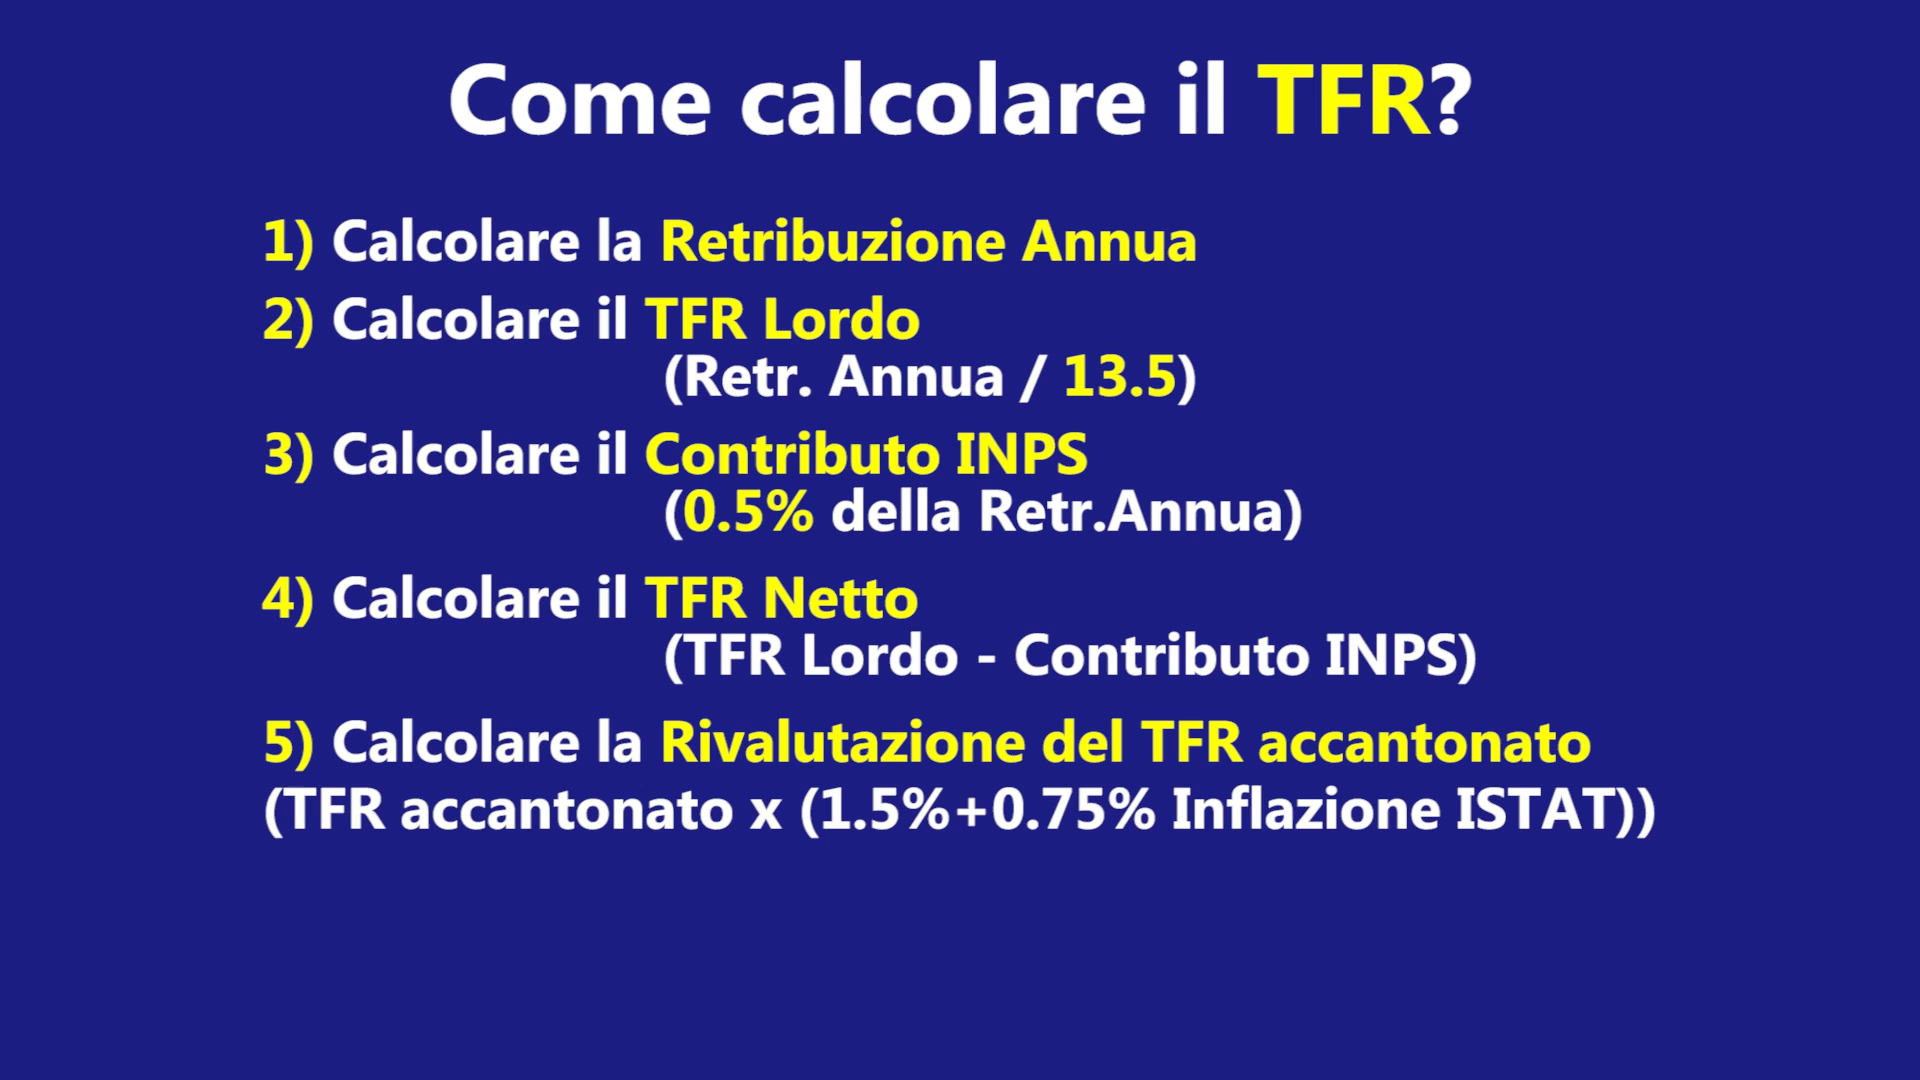 Come calcolare il TFR?
1) Calcolare la Retribuzione Annua
2) Calcolare il TFR Lordo
(Retr. Annua / 13.5)
3) Calcolare il Contributo INPS
(0.5% della Retr.Annua)
4) Calcolare il TFR Netto
(TFR Lordo - Contributo INPS)
5) Calcolare la Rivalutazione del TFR accantonato
(TFR accantonato x (1.5%+0.75% Inflazione ISTAT))